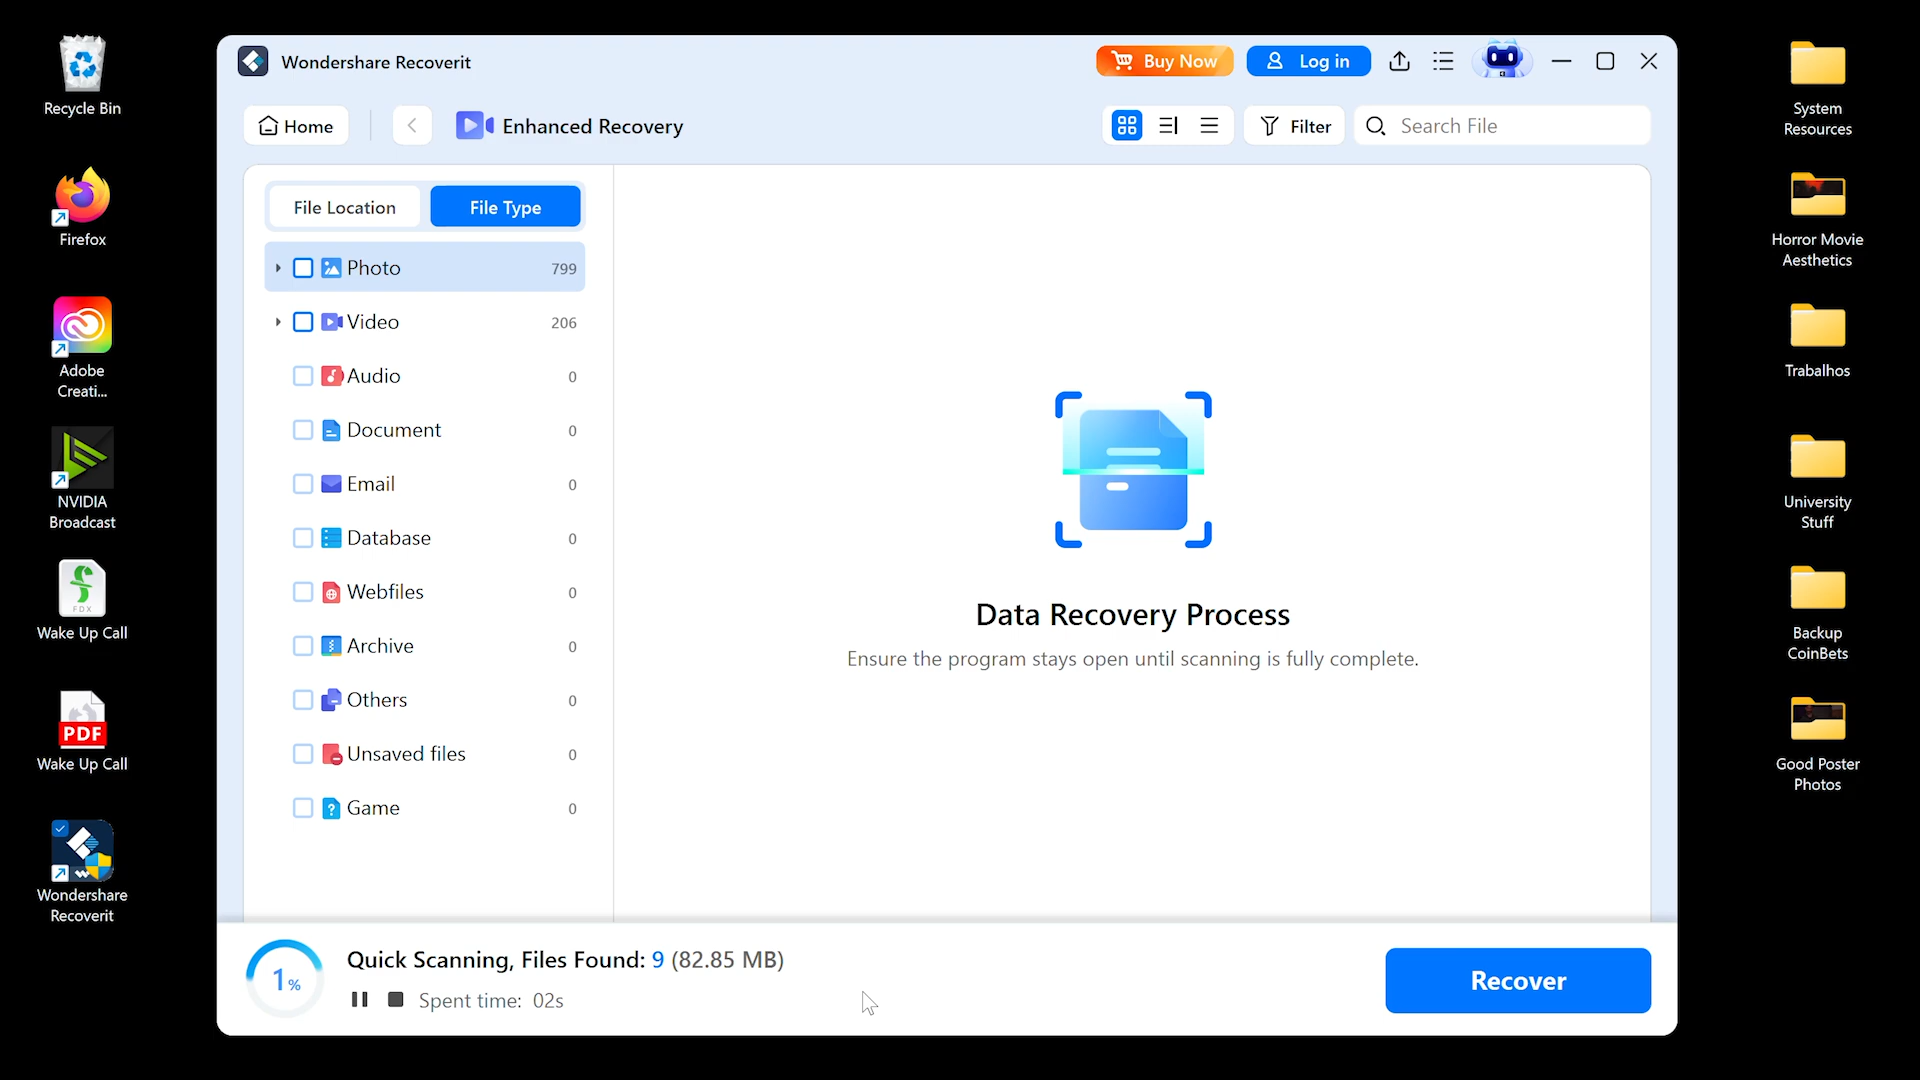 Recycle Bin
Firefox
Adobe
Creati...
NVIDIA
Broadcast
FDX
Wake Up Call
PDF
Wake Up Call
Wondershare
Recoverit
Wondershare Recoverit
Buy Now
Log in
Home
Enhanced Recovery
Filter
Search File
File Location
File Type
Photo 799
Video 206
Audio 0
Document 0
Email 0
Database 0
Webfiles 0
Archive 0
Others 0
Unsaved files 0
Game 0
Data Recovery Process
Ensure the program stays open until scanning is fully complete.
1%
Quick Scanning, Files Found: 9 (82.85 MB)
Spent time: 02s
Recover
System
Resources
Horror Movie
Aesthetics
Trabalhos
University
Stuff
Backup
CoinBets
Good Poster
Photos